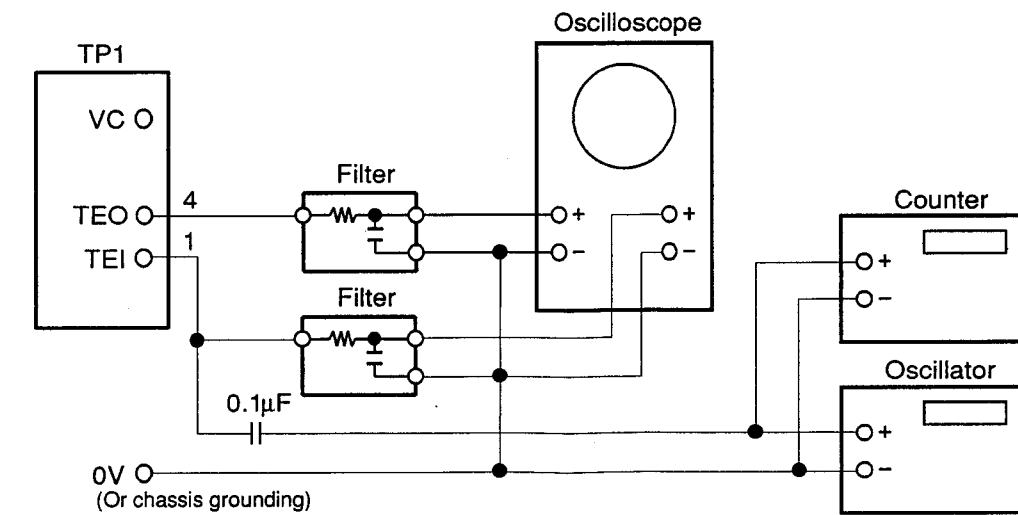 Oscilloscope
TP1
VC
Filter
TEO 4
+ +
Counter
TEI 1
- -
+
Filter
-
Oscillator
0.1µF
+
0V
-
(Or chassis grounding)